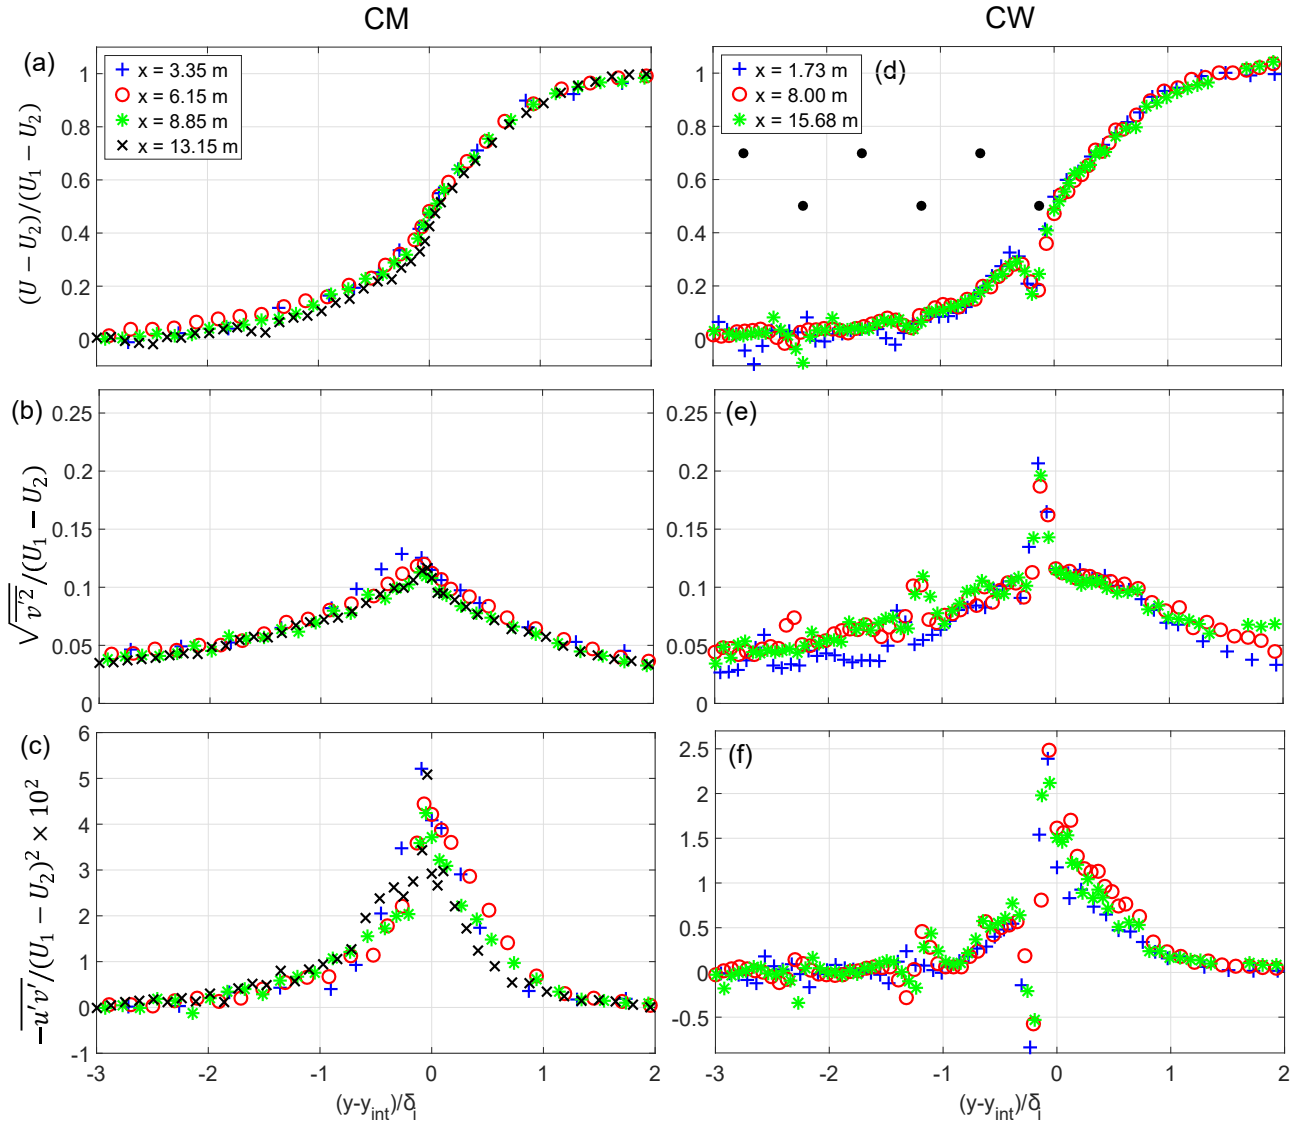 CM
CW
(a)
+ x = 3.35 m
○ x = 6.15 m
✱ x = 8.85 m
× x = 13.15 m
1
0.8
0.6
0.4
0.2
0
(U − U₂)/(U₁ − U₂)
(d)
+ x = 1.73 m
○ x = 8.00 m
✱ x = 15.68 m
1
0.8
0.6
0.4
0.2
0
(b)
0.25
0.2
0.15
0.1
0.05
0
√v′²/(U₁ − U₂)
(e)
0.25
0.2
0.15
0.1
0.05
0
(c)
6
5
4
3
2
1
0
-1
−u′v′/(U₁ − U₂)² × 10²
-3 -2 -1 0 1 2
(y-y_int)/δ_i
(f)
2.5
2
1.5
1
0.5
0
-0.5
-3 -2 -1 0 1 2
(y-y_int)/δ_i